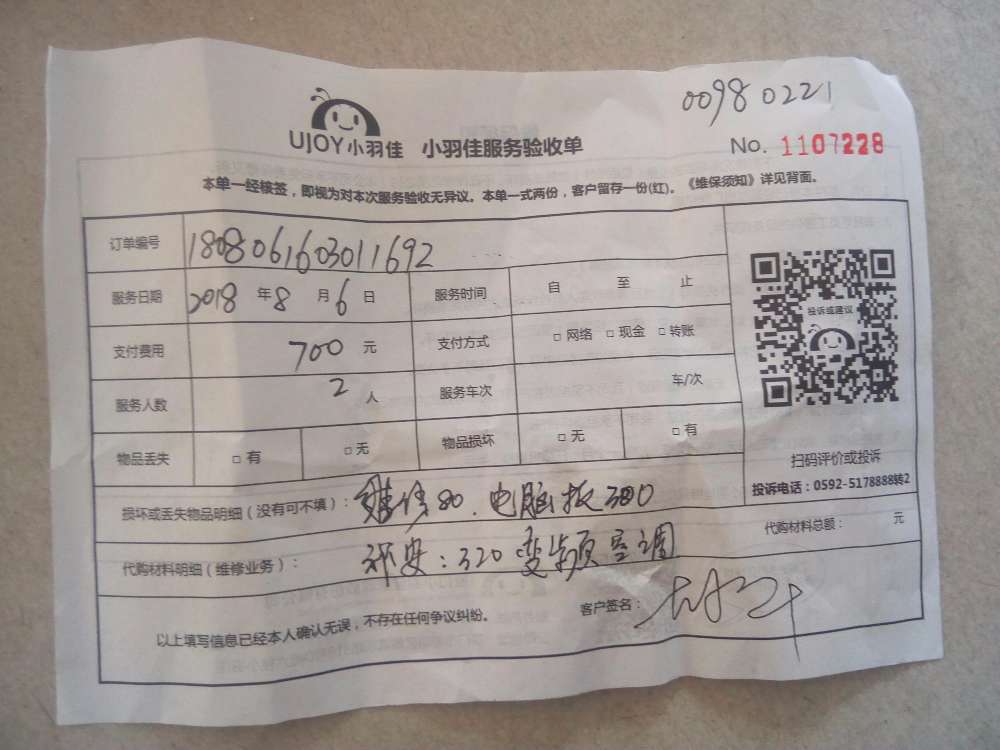 00980221
UJOY小羽佳 小羽佳服务验收单
No. 1107228
本单一经核签，即视为对本次服务验收无异议。本单一式两份，客户留存一份(红)。《维保须知》详见背面。
订单编号 1808061603011692
服务日期 2018 年 8 月 6 日 服务时间 自 至 止
投诉或建议
支付费用 700 元 支付方式 □ 网络 □ 现金 □ 转账
服务人数 2 人 服务车次 车/次
物品丢失 □ 有 □ 无 物品损坏 □ 无 □ 有
扫码评价或投诉
投诉电话：0592-5178888转2
损坏或丢失物品明细（没有可不填）： 维修80. 电脑板300
代购材料总额： 元
代购材料明细（维修业务）： 拆安：320 变频空调
以上填写信息已经本人确认无误，不存在任何争议纠纷。 客户签名：